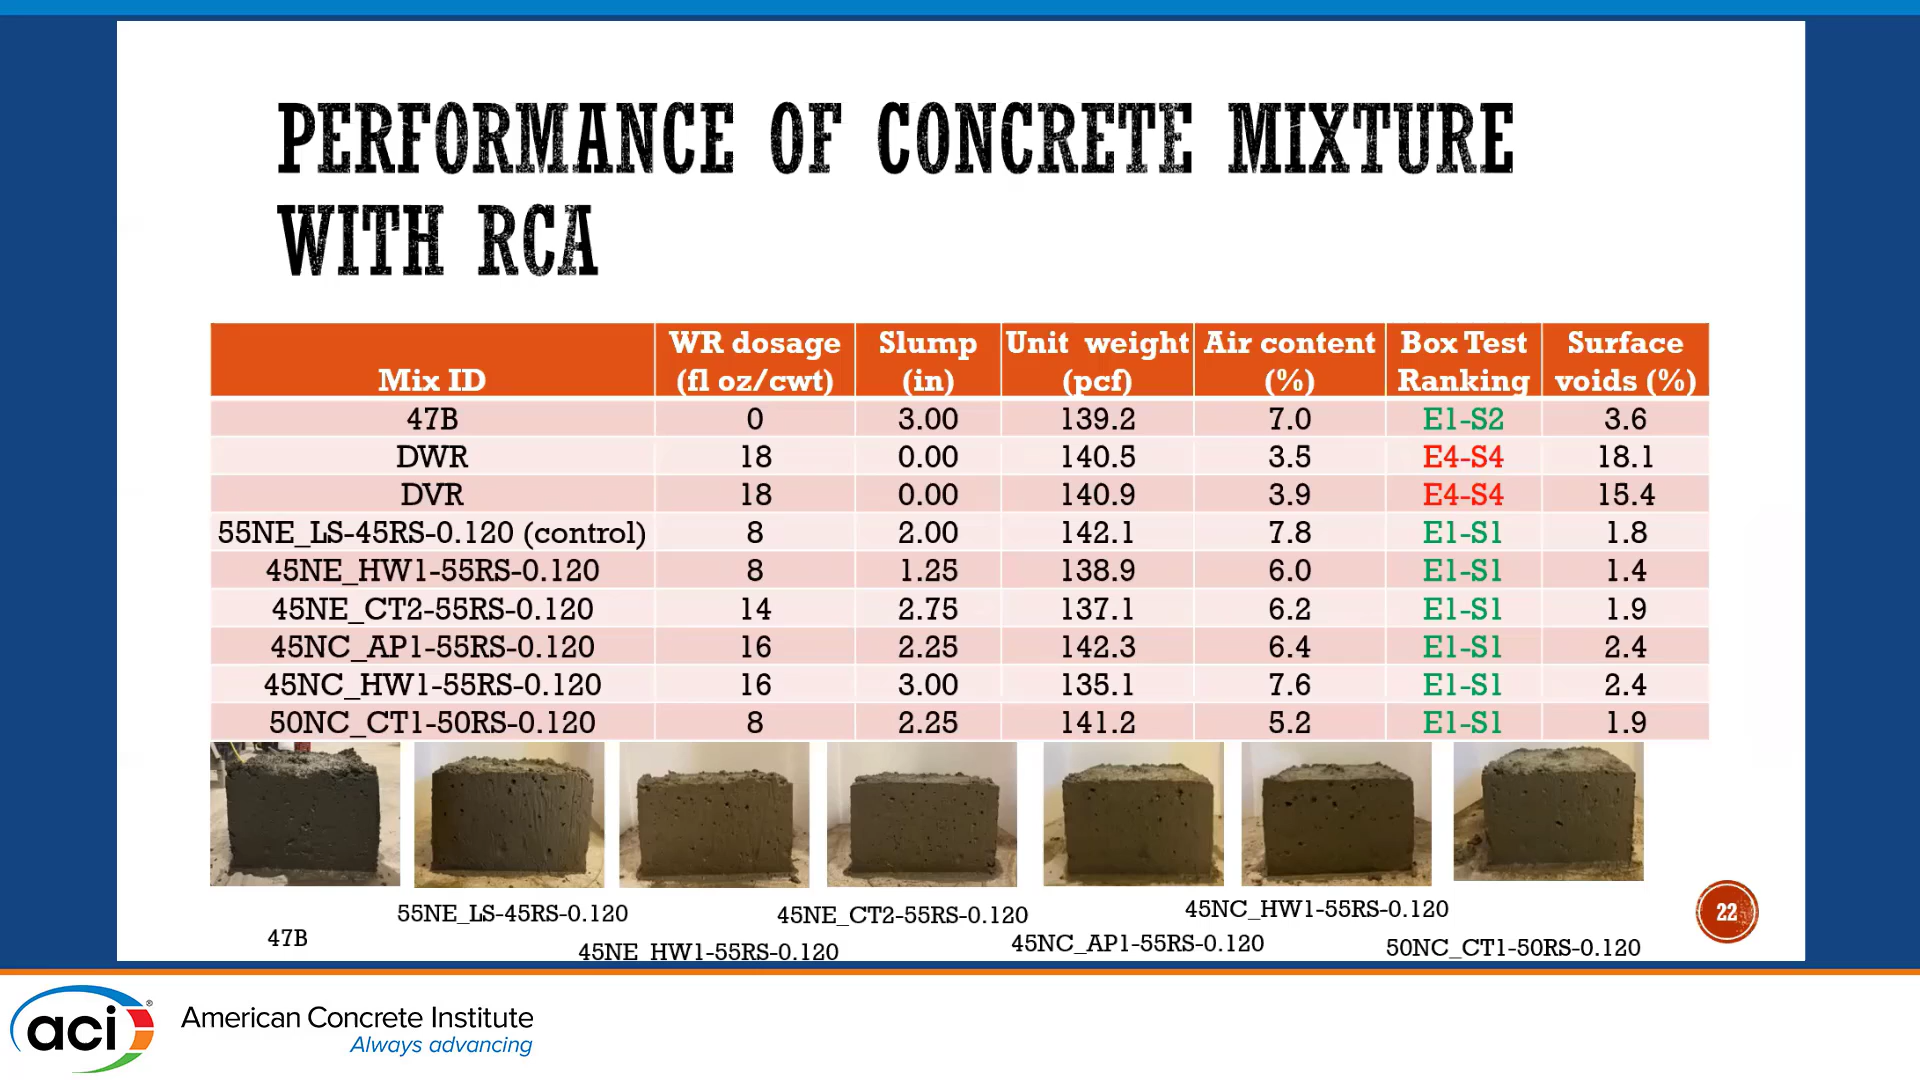 PERFORMANCE OF CONCRETE MIXTURE
WITH RCA
Mix ID WR dosage (fl oz/cwt) Slump (in) Unit weight (pcf) Air content (%) Box Test Ranking Surface voids (%)
47B 0 3.00 139.2 7.0 E1-S2 3.6
DWR 18 0.00 140.5 3.5 E4-S4 18.1
DVR 18 0.00 140.9 3.9 E4-S4 15.4
55NE_LS-45RS-0.120 (control) 8 2.00 142.1 7.8 E1-S1 1.8
45NE_HW1-55RS-0.120 8 1.25 138.9 6.0 E1-S1 1.4
45NE_CT2-55RS-0.120 14 2.75 137.1 6.2 E1-S1 1.9
45NC_AP1-55RS-0.120 16 2.25 142.3 6.4 E1-S1 2.4
45NC_HW1-55RS-0.120 16 3.00 135.1 7.6 E1-S1 2.4
50NC_CT1-50RS-0.120 8 2.25 141.2 5.2 E1-S1 1.9
47B
55NE_LS-45RS-0.120
45NE_HW1-55RS-0.120
45NE_CT2-55RS-0.120
45NC_AP1-55RS-0.120
45NC_HW1-55RS-0.120
50NC_CT1-50RS-0.120
22
aci®
American Concrete Institute
Always advancing